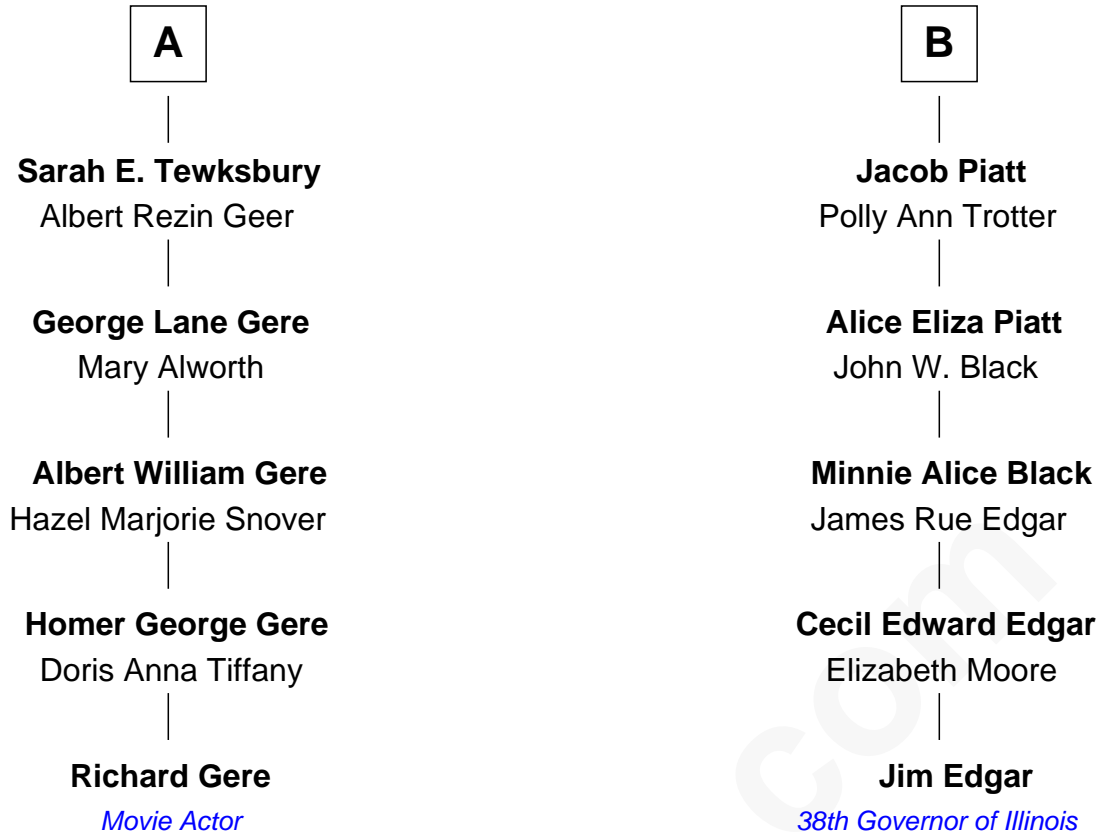 A
Sarah E. Tewksbury
Albert Rezin Geer
George Lane Gere
Mary Alworth
Albert William Gere
Hazel Marjorie Snover
Homer George Gere
Doris Anna Tiffany
Richard Gere
Movie Actor
B
Jacob Piatt
Polly Ann Trotter
Alice Eliza Piatt
John W. Black
Minnie Alice Black
James Rue Edgar
Cecil Edward Edgar
Elizabeth Moore
Jim Edgar
38th Governor of Illinois
com